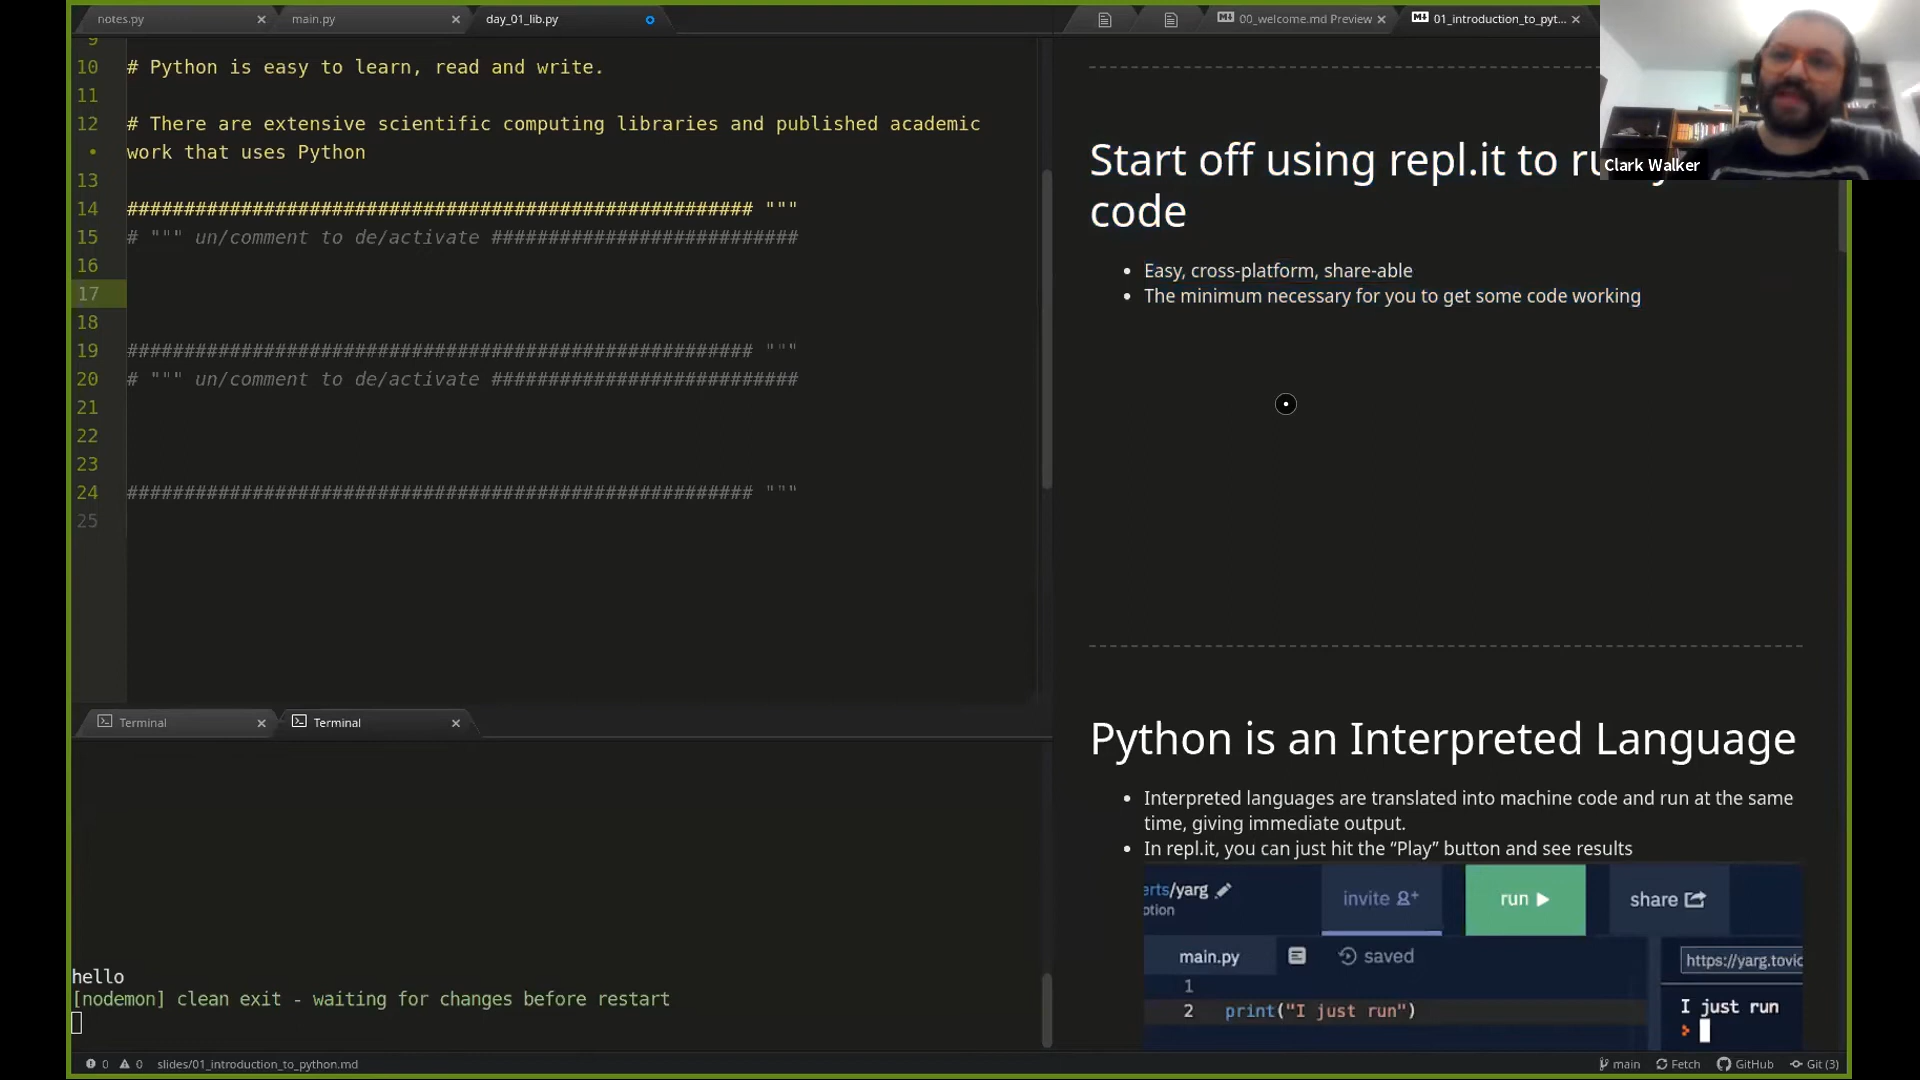 notes.py
main.py
day_01_lib.py
00_welcome.md Preview
01_introduction_to_pyt...
9
10 # Python is easy to learn, read and write.
11
12 # There are extensive scientific computing libraries and published academic
• work that uses Python
13
14 ####################################################### """
15 # """ un/comment to de/activate ###########################
16
17
18
19 ####################################################### """
20 # """ un/comment to de/activate ###########################
21
22
23
24 ####################################################### """
25
Terminal
Terminal
hello
[nodemon] clean exit - waiting for changes before restart
Start off using repl.it to
code
• Easy, cross-platform, share-able
• The minimum necessary for you to get some code working
Python is an Interpreted Language
• Interpreted languages are translated into machine code and run at the same
time, giving immediate output.
• In repl.it, you can just hit the “Play” button and see results
erts/yarg
ption
invite
run
share
main.py
saved
https://yarg.tovic
1
2 print("I just run")
I just run
Clark Walker
0 0 slides/01_introduction_to_python.md
main Fetch GitHub Git (3)